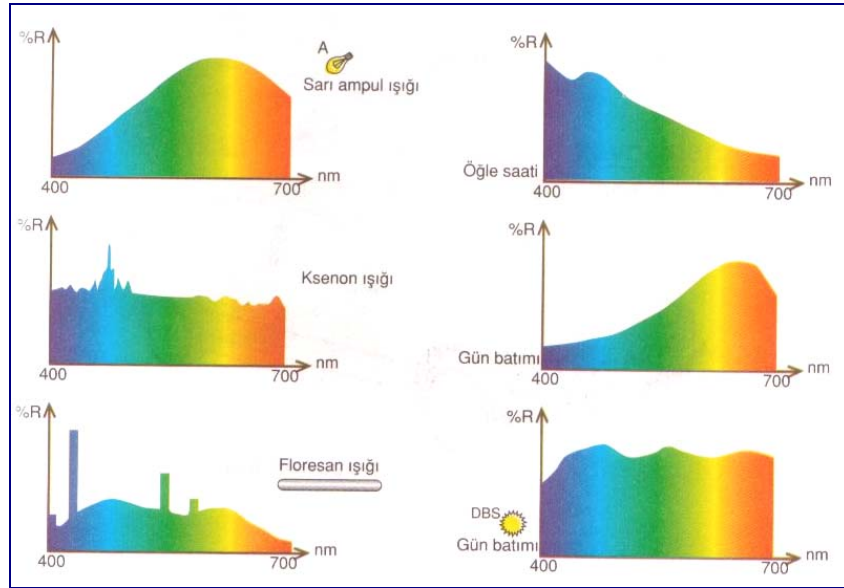 %R
A
Sarı ampul ışığı
nm
400
700
%R
Öğle saati
nm
400
700
%R
Ksenon ışığı
nm
400
700
%R
Gün batımı
nm
400
700
%R
Floresan ışığı
nm
400
700
%R
DBS
Gün batımı
nm
400
700